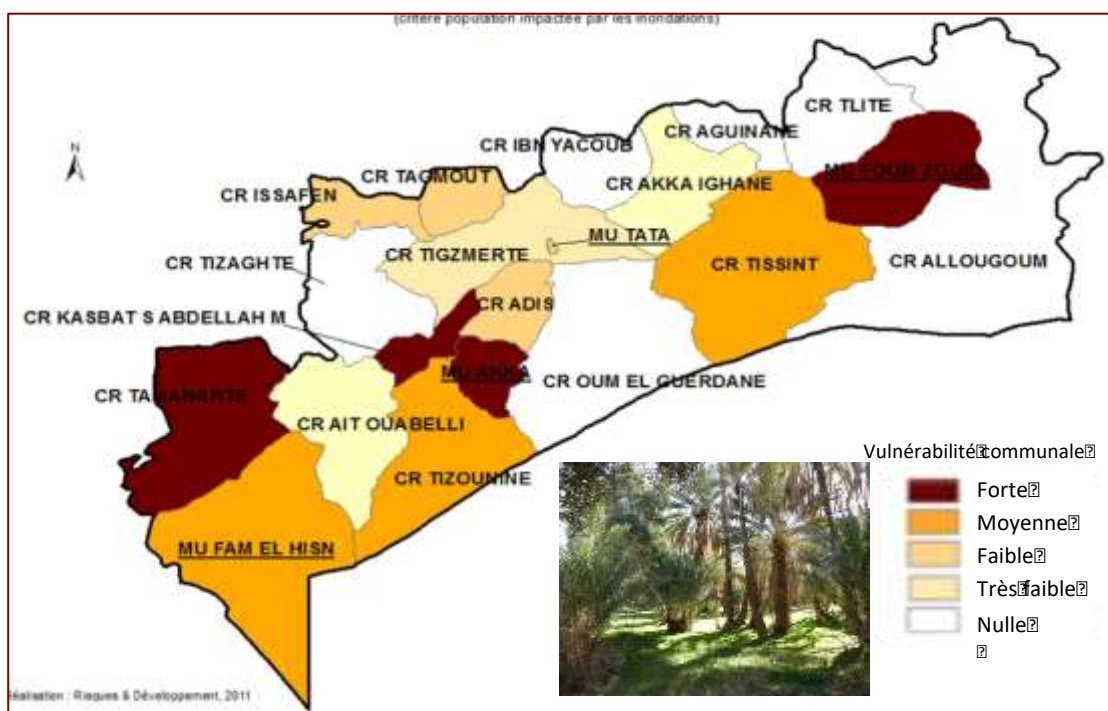 (critère population impactée par les inondations)
N
CR TLITE
CR AGUINANE
CR IBN YACOUB
MU FOUM ZGUID
CR TAGMOUT
CR AKKA IGHANE
CR ISSAFEN
MU TATA
CR TIGZMERTE
CR TISSINT
CR ALLOUGOUM
CR TIZAGHTE
CR ADIS
CR KASBAT S ABDELLAH M
MU AKKA
CR OUM EL GUERDANE
CR TAMANARTE
CR AIT OUABELLI
CR TIZOUNINE
MU FAM EL HISN
Vulnérabilité communale
Forte
Moyenne
Faible
Très faible
Nulle
Réalisation : Risques & Développement, 2011